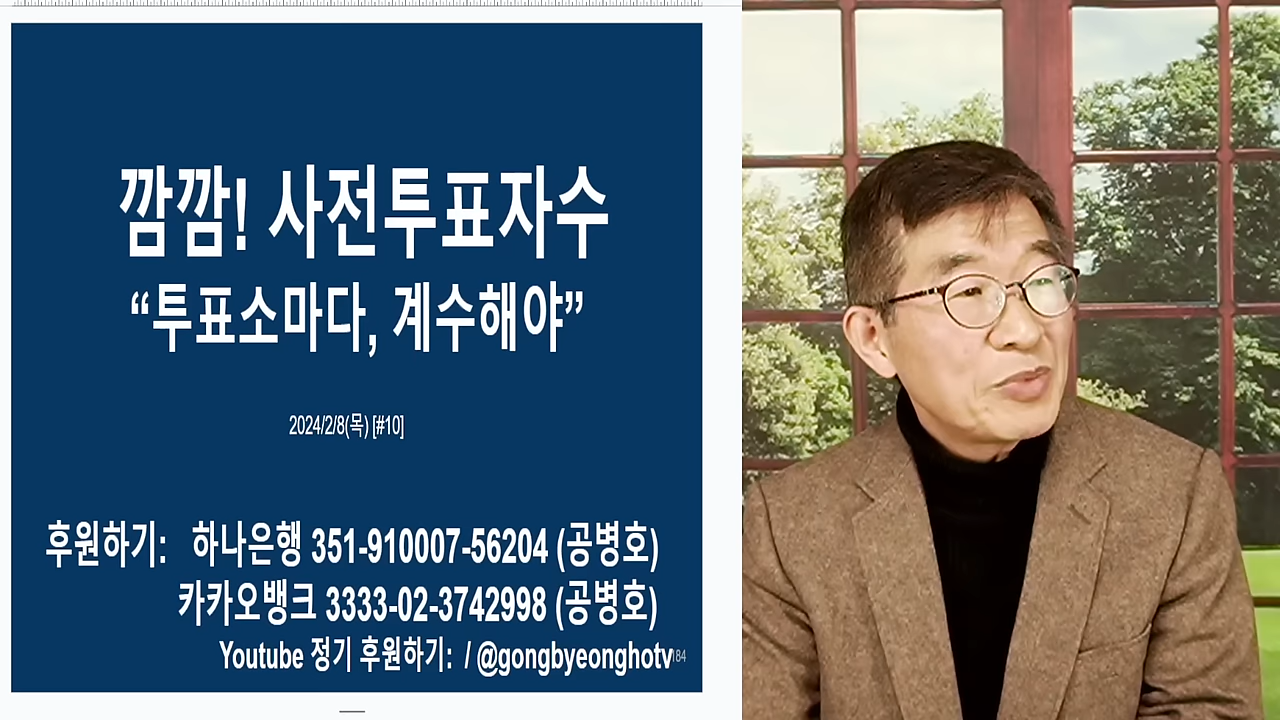 깜깜! 사전투표자수
“투표소마다, 계수해야”
2024/2/8(목) [#10]
후원하기: 하나은행 351-910007-56204 (공병호)
카카오뱅크 3333-02-3742998 (공병호)
Youtube 정기 후원하기: / @gongbyeonghotv
184